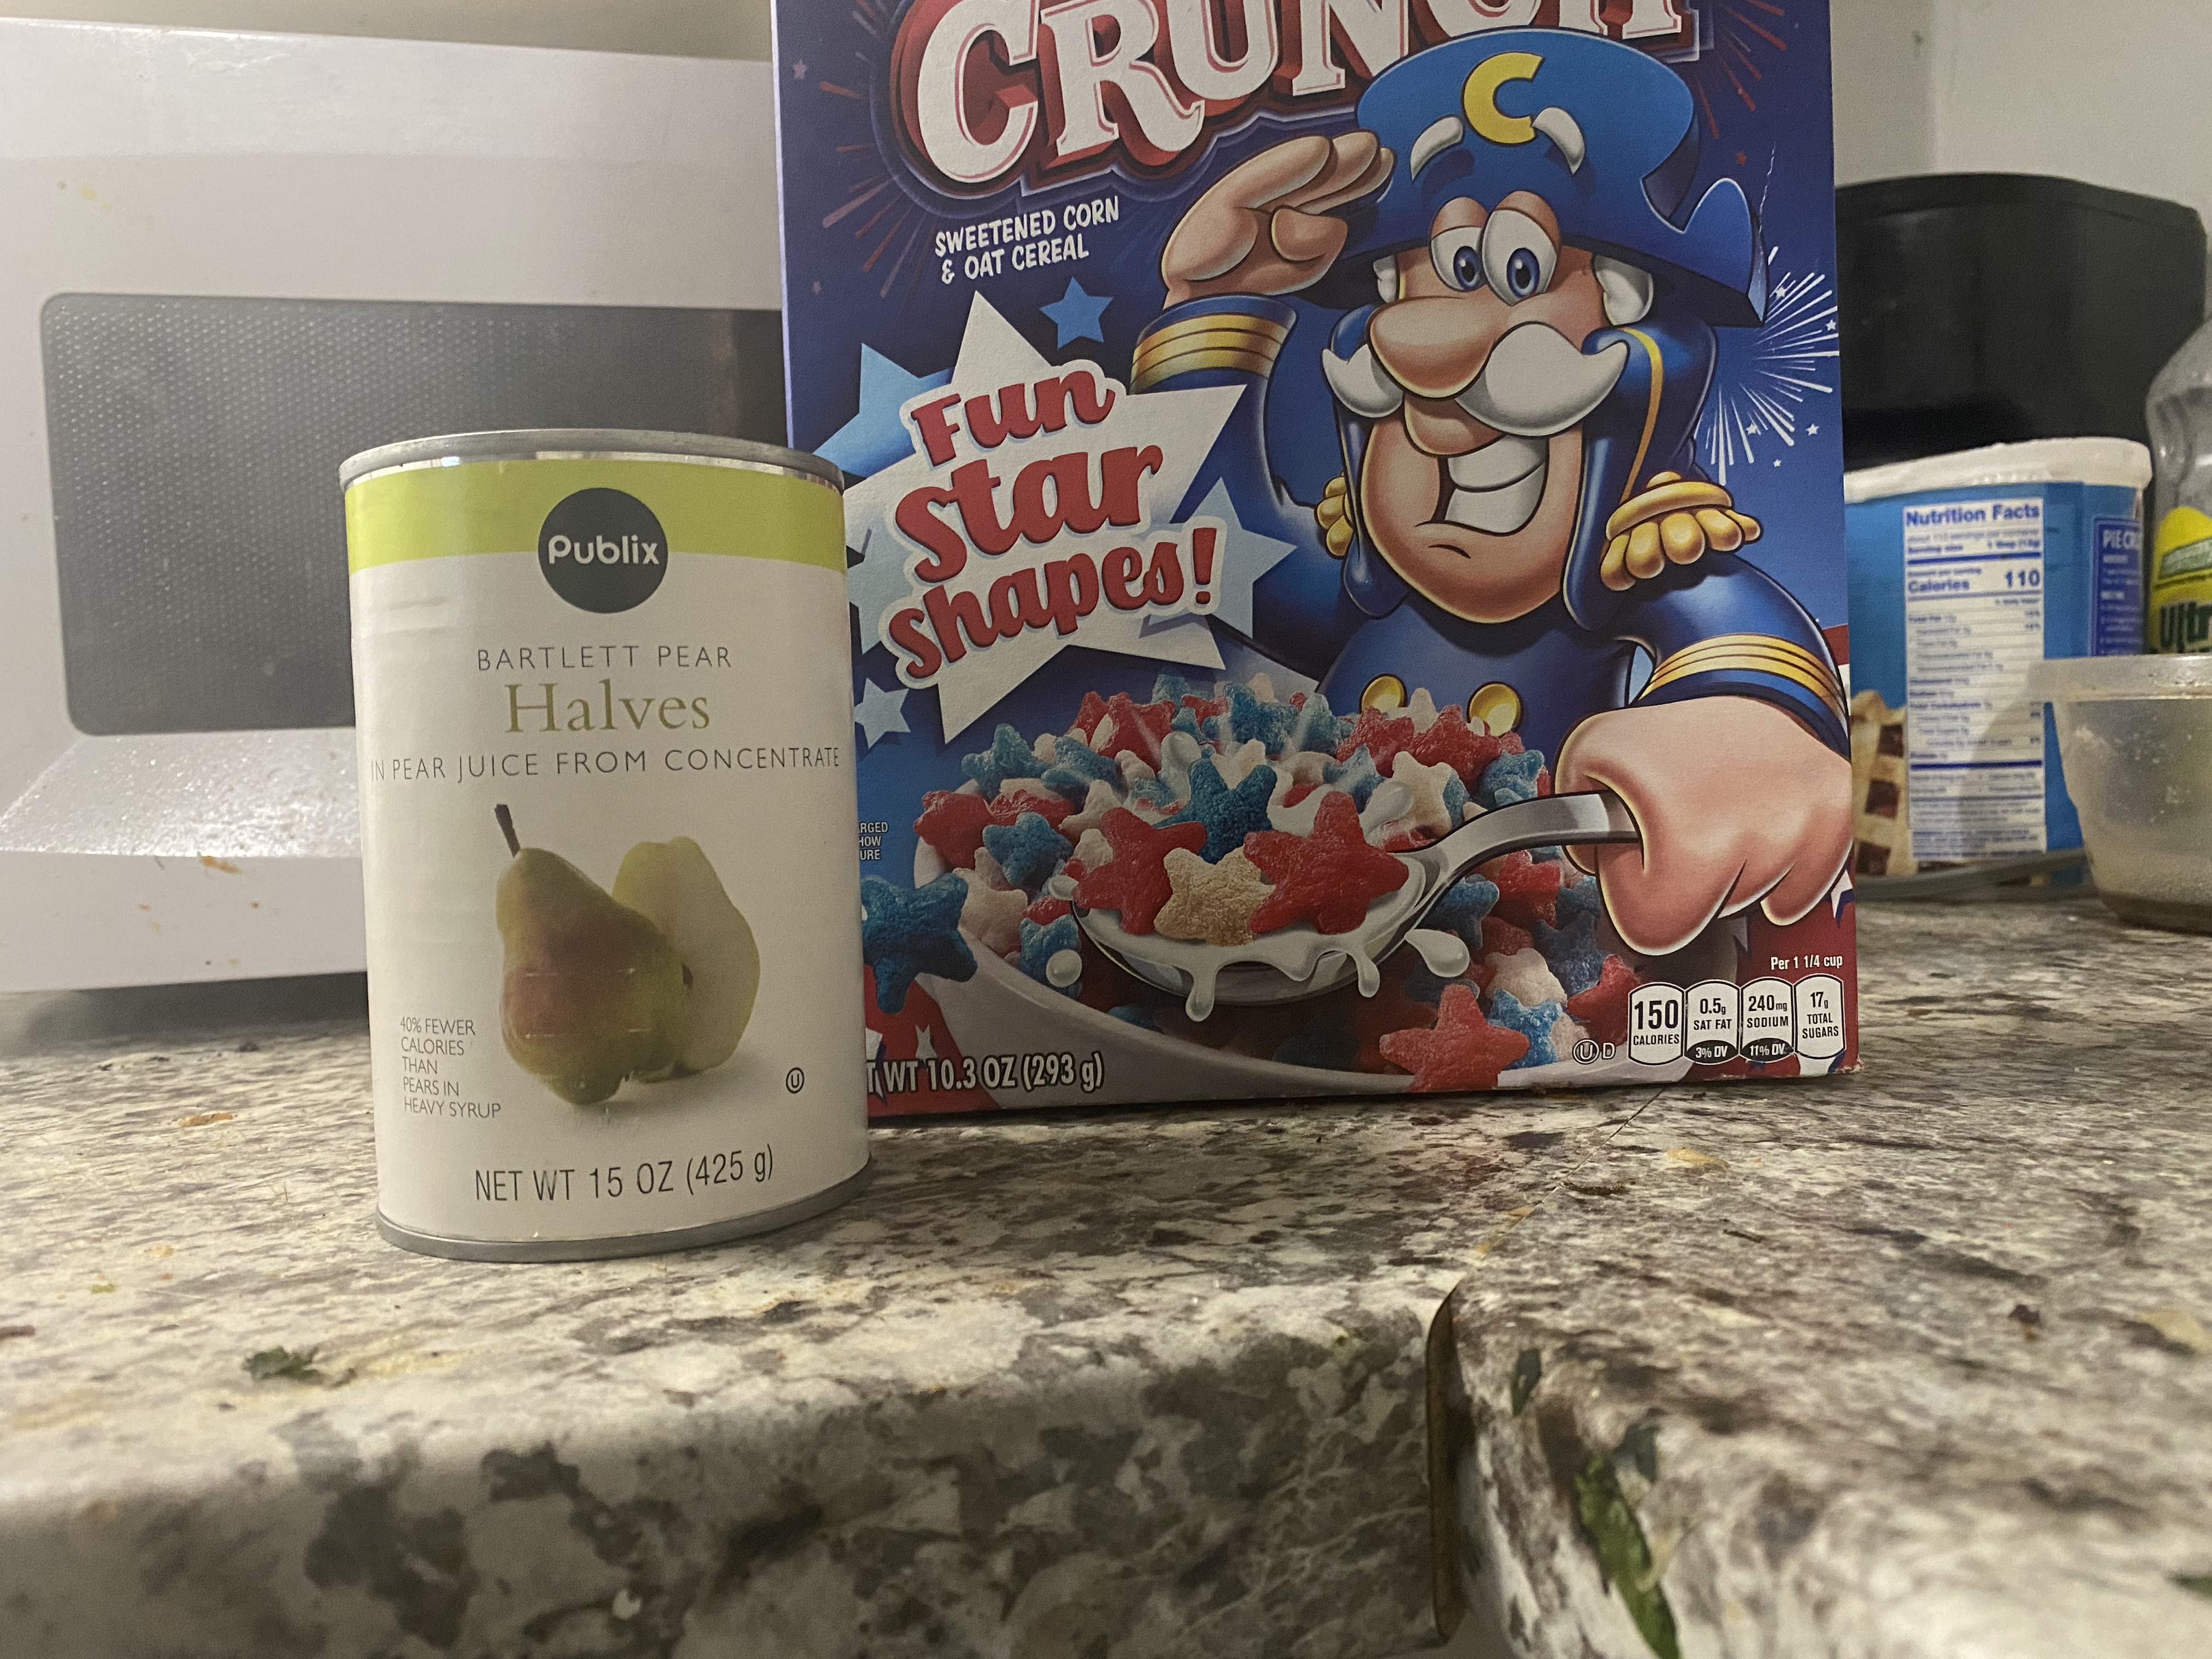 CRUNCH
SWEETENED CORN
& OAT CEREAL
C
Fun
Star
Shapes!
Publix
BARTLETT PEAR
Halves
IN PEAR JUICE FROM CONCENTRATE
40% FEWER
CALORIES
THAN
PEARS IN
HEAVY SYRUP
U
NET WT 15 OZ (425 g)
WT 10.3 OZ (293 g)
U D
Per 1 1/4 cup
150
CALORIES
0.5g
SAT FAT
3% DV
240mg
SODIUM
11% DV
17g
TOTAL
SUGARS
Nutrition Facts
Calories 110